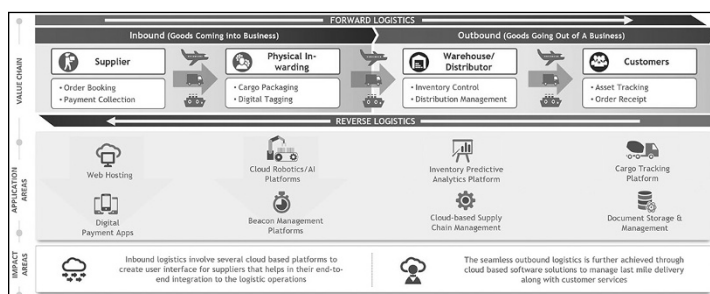 FORWARD LOGISTICS
Inbound (Goods Coming into Business)
Outbound (Goods Going Out of A Business)
VALUE CHAIN
Supplier
• Order Booking
• Payment Collection
Physical In-
warding
• Cargo Packaging
• Digital Tagging
Warehouse/
Distributor
• Inventory Control
• Distribution Management
Customers
• Asset Tracking
• Order Receipt
REVERSE LOGISTICS
APPLICATION
AREAS
Web Hosting
Cloud Robotics/AI
Platforms
Inventory Predictive
Analytics Platform
Cargo Tracking
Platform
Digital
Payment Apps
Beacon Management
Platforms
Cloud-based Supply
Chain Management
Document Storage &
Management
IMPACT
AREAS
Inbound logistics involve several cloud based platforms to
create user interface for suppliers that helps in their end-to-
end integration to the logistic operations
The seamless outbound logistics is further achieved through
cloud based software solutions to manage last mile delivery
along with customer services